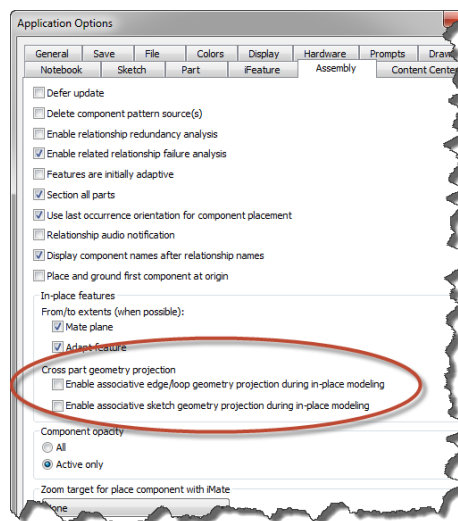 Application Options
General Save File Colors Display Hardware Prompts Draw
Notebook Sketch Part iFeature Assembly Content Center
Defer update
Delete component pattern source(s)
Enable relationship redundancy analysis
Enable related relationship failure analysis
Features are initially adaptive
Section all parts
Use last occurrence orientation for component placement
Relationship audio notification
Display component names after relationship names
Place and ground first component at origin
In-place features
From/to extents (when possible):
Mate plane
Adapt feature
Cross part geometry projection
Enable associative edge/loop geometry projection during in-place modeling
Enable associative sketch geometry projection during in-place modeling
Component opacity
All
Active only
Zoom target for place component with iMate
None